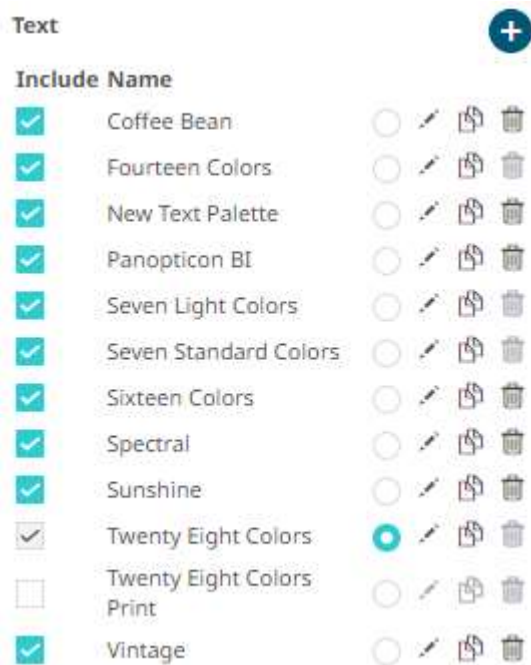 Text
Include Name
Coffee Bean
Fourteen Colors
New Text Palette
Panopticon BI
Seven Light Colors
Seven Standard Colors
Sixteen Colors
Spectral
Sunshine
Twenty Eight Colors
Twenty Eight Colors
Print
Vintage